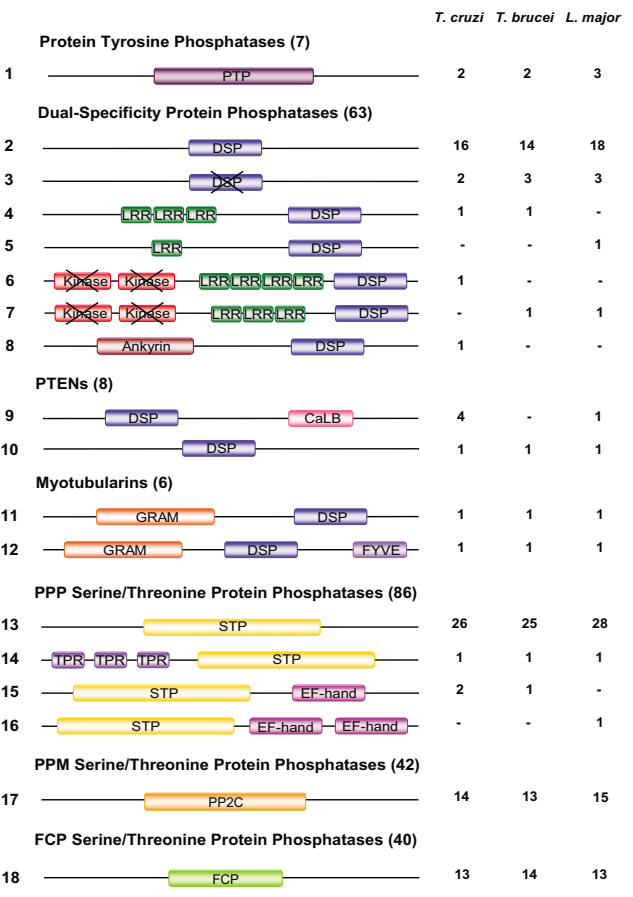 T. cruzi T. brucei L. major
Protein Tyrosine Phosphatases (7)
1 PTP 2 2 3
Dual-Specificity Protein Phosphatases (63)
2 DSP 16 14 18
3 DSP 2 3 3
4 LRR LRR LRR DSP 1 1 -
5 LRR DSP - - 1
6 Kinase Kinase LRR LRR LRR LRR DSP 1 - -
7 Kinase Kinase LRR LRR LRR DSP - 1 1
8 Ankyrin DSP 1 - -
PTENs (8)
9 DSP CaLB 4 - 1
10 DSP 1 1 1
Myotubularins (6)
11 GRAM DSP 1 1 1
12 GRAM DSP FYVE 1 1 1
PPP Serine/Threonine Protein Phosphatases (86)
13 STP 26 25 28
14 TPR TPR TPR STP 1 1 1
15 STP EF-hand 2 1 -
16 STP EF-hand EF-hand - - 1
PPM Serine/Threonine Protein Phosphatases (42)
17 PP2C 14 13 15
FCP Serine/Threonine Protein Phosphatases (40)
18 FCP 13 14 13